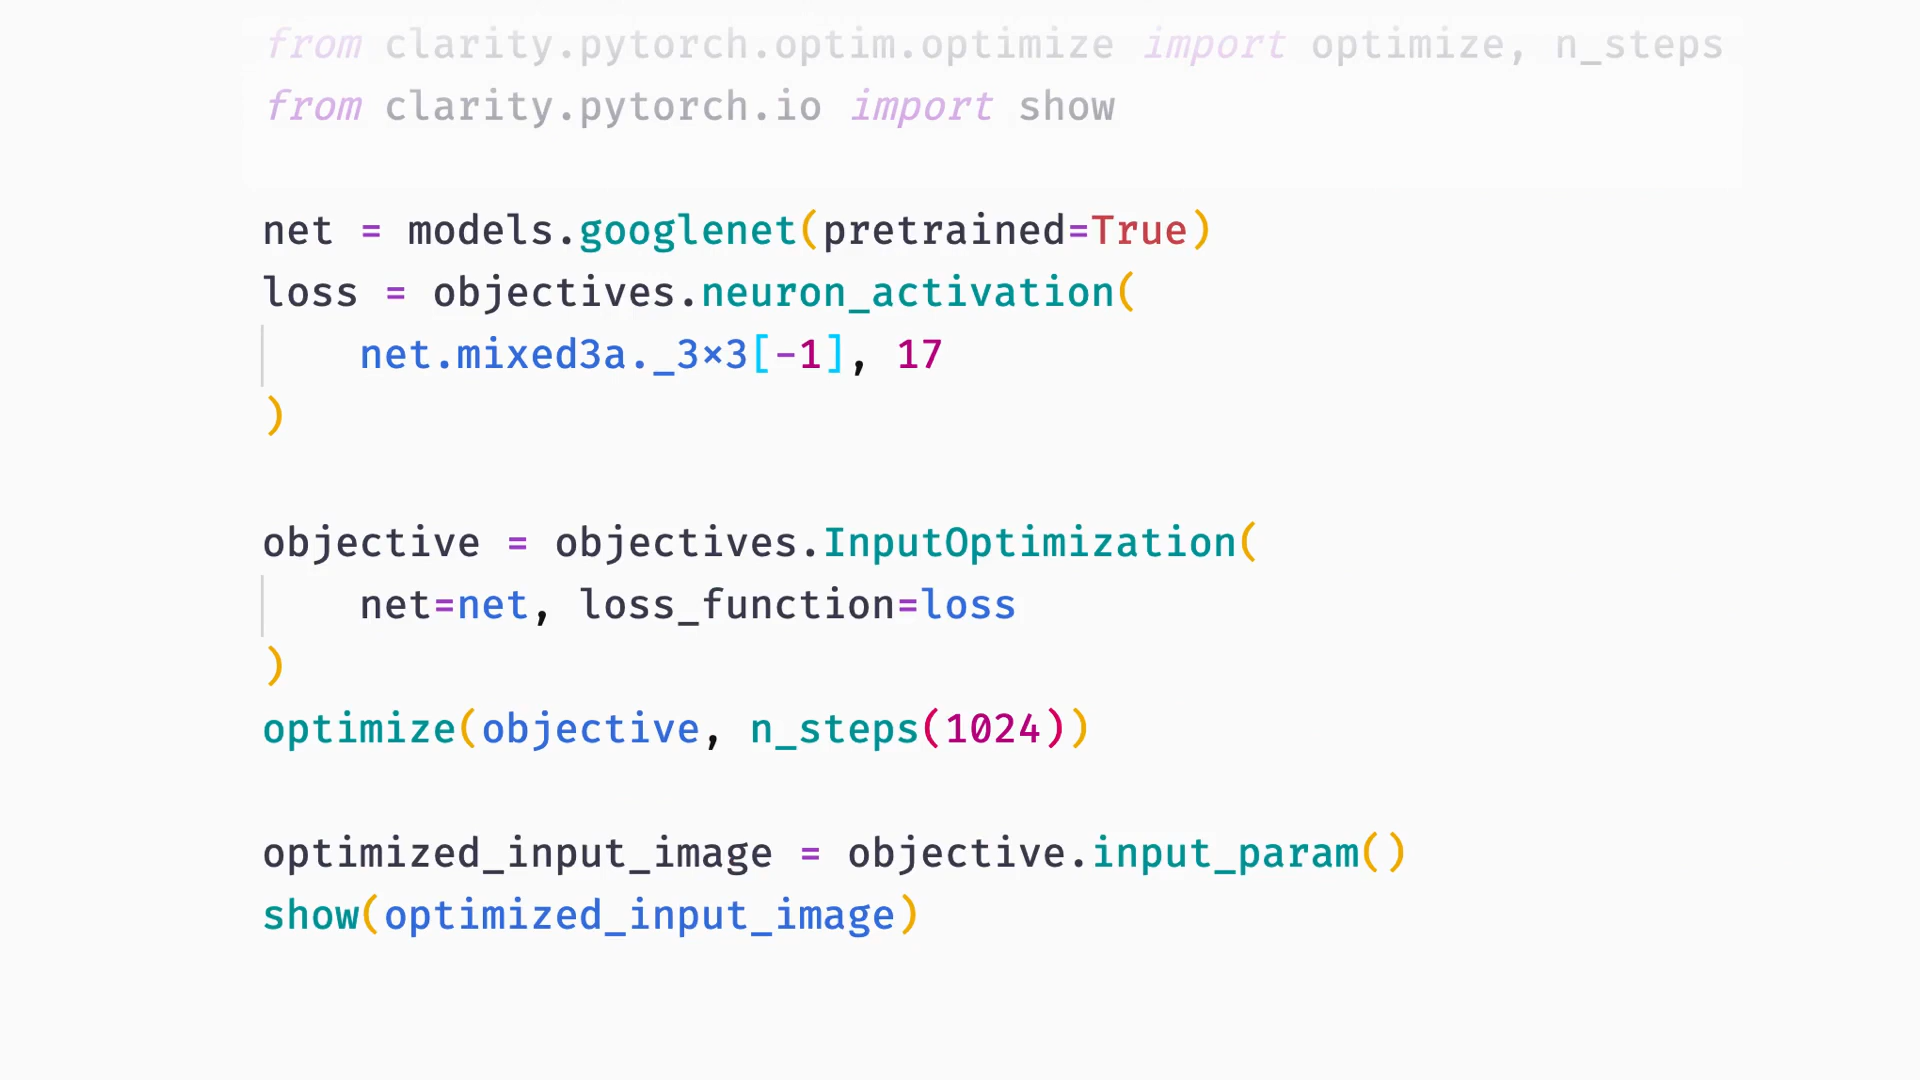 from clarity.pytorch.optim.optimize import optimize, n_steps
from clarity.pytorch.io import show
net = models.googlenet(pretrained=True)
loss = objectives.neuron_activation(
net.mixed3a._3×3[-1], 17
)
objective = objectives.InputOptimization(
net=net, loss_function=loss
)
optimize(objective, n_steps(1024))
optimized_input_image = objective.input_param()
show(optimized_input_image)